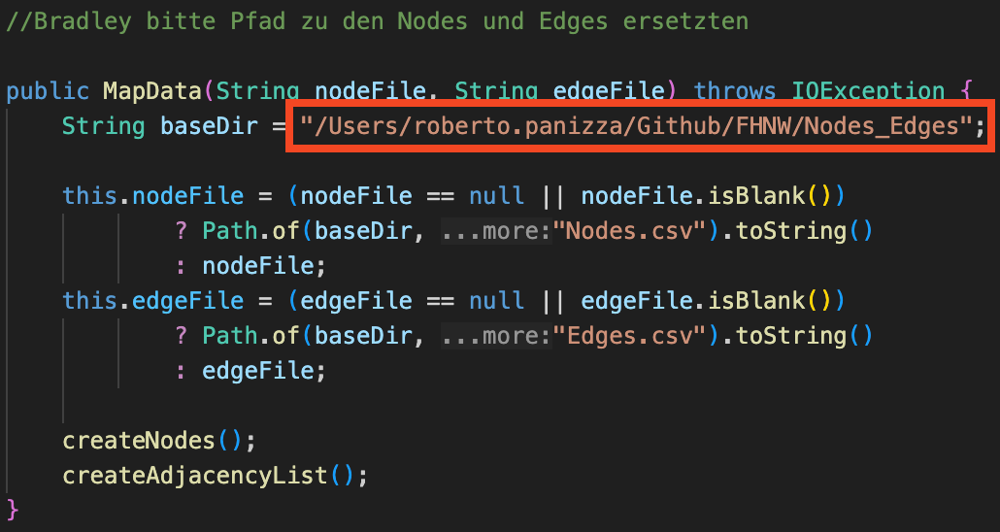 //Bradley bitte Pfad zu den Nodes und Edges ersetzten
public MapData(String nodeFile, String edgeFile) throws IOException {
String baseDir = "/Users/roberto.panizza/Github/FHNW/Nodes_Edges";
this.nodeFile = (nodeFile == null || nodeFile.isBlank())
? Path.of(baseDir, ...more:"Nodes.csv").toString()
: nodeFile;
this.edgeFile = (edgeFile == null || edgeFile.isBlank())
? Path.of(baseDir, ...more:"Edges.csv").toString()
: edgeFile;
createNodes();
createAdjacencyList();
}